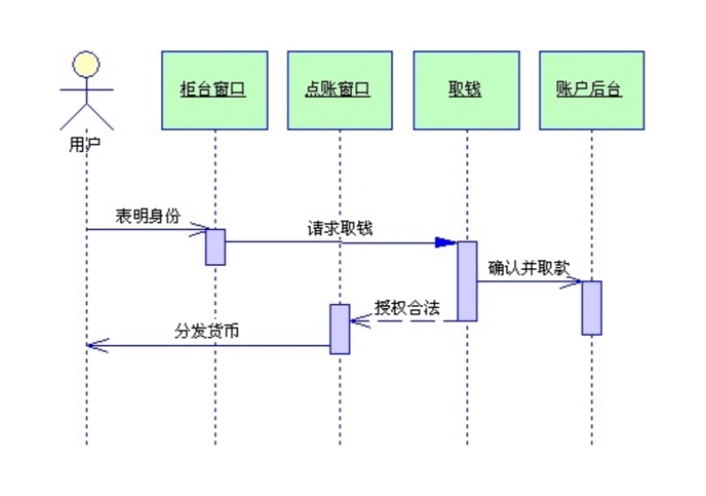 柜台窗口
点账窗口
取钱
账户后台
用户
表明身份
请求取钱
确认并取款
授权合法
分发货币